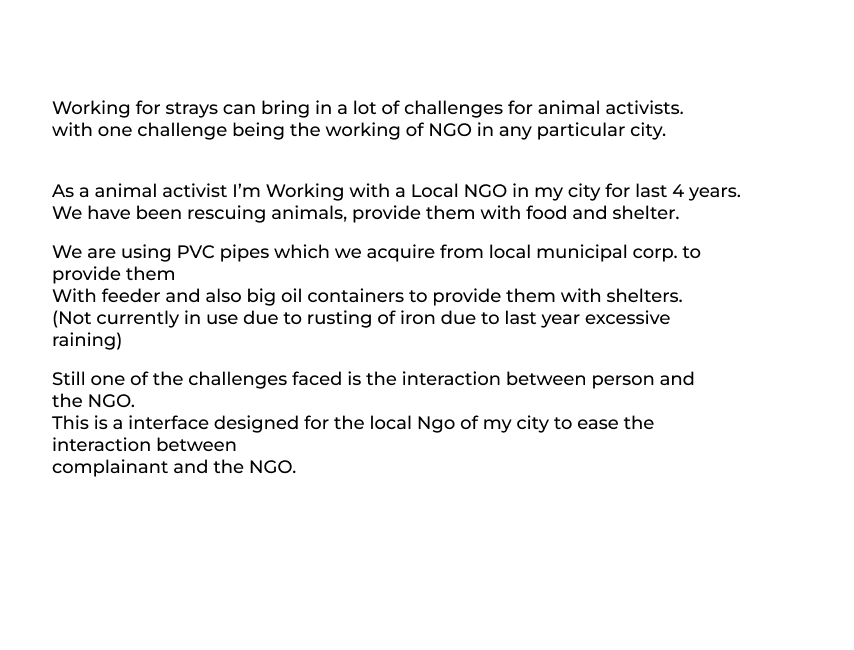 Working for strays can bring in a lot of challenges for animal activists.
with one challenge being the working of NGO in any particular city.
As a animal activist I’m Working with a Local NGO in my city for last 4 years.
We have been rescuing animals, provide them with food and shelter.
We are using PVC pipes which we acquire from local municipal corp. to
provide them
With feeder and also big oil containers to provide them with shelters.
(Not currently in use due to rusting of iron due to last year excessive
raining)
Still one of the challenges faced is the interaction between person and
the NGO.
This is a interface designed for the local Ngo of my city to ease the
interaction between
complainant and the NGO.